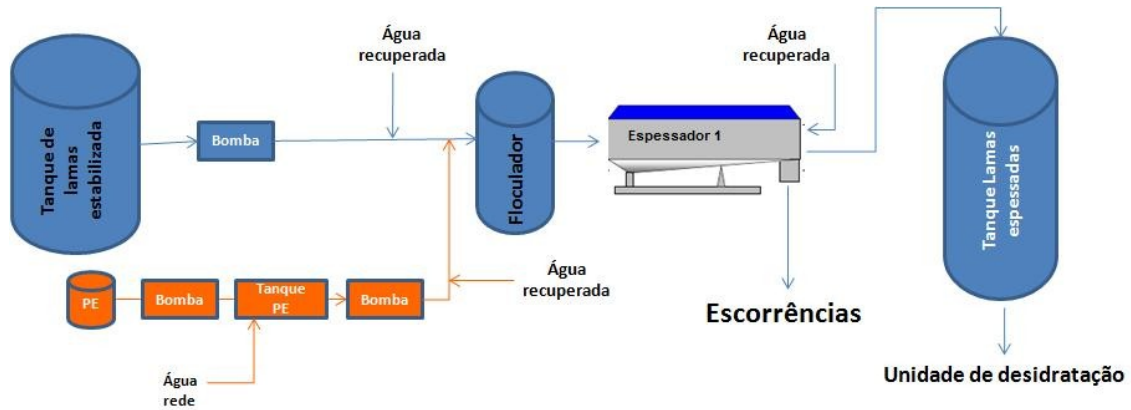 Água
recuperada
Água
recuperada
Tanque de
lamas
estabilizada
Bomba
Floculador
Espessador 1
Tanque Lamas
espessadas
PE
Bomba
Tanque
PE
Bomba
Água
recuperada
Escorrências
Água
rede
Unidade de desidratação